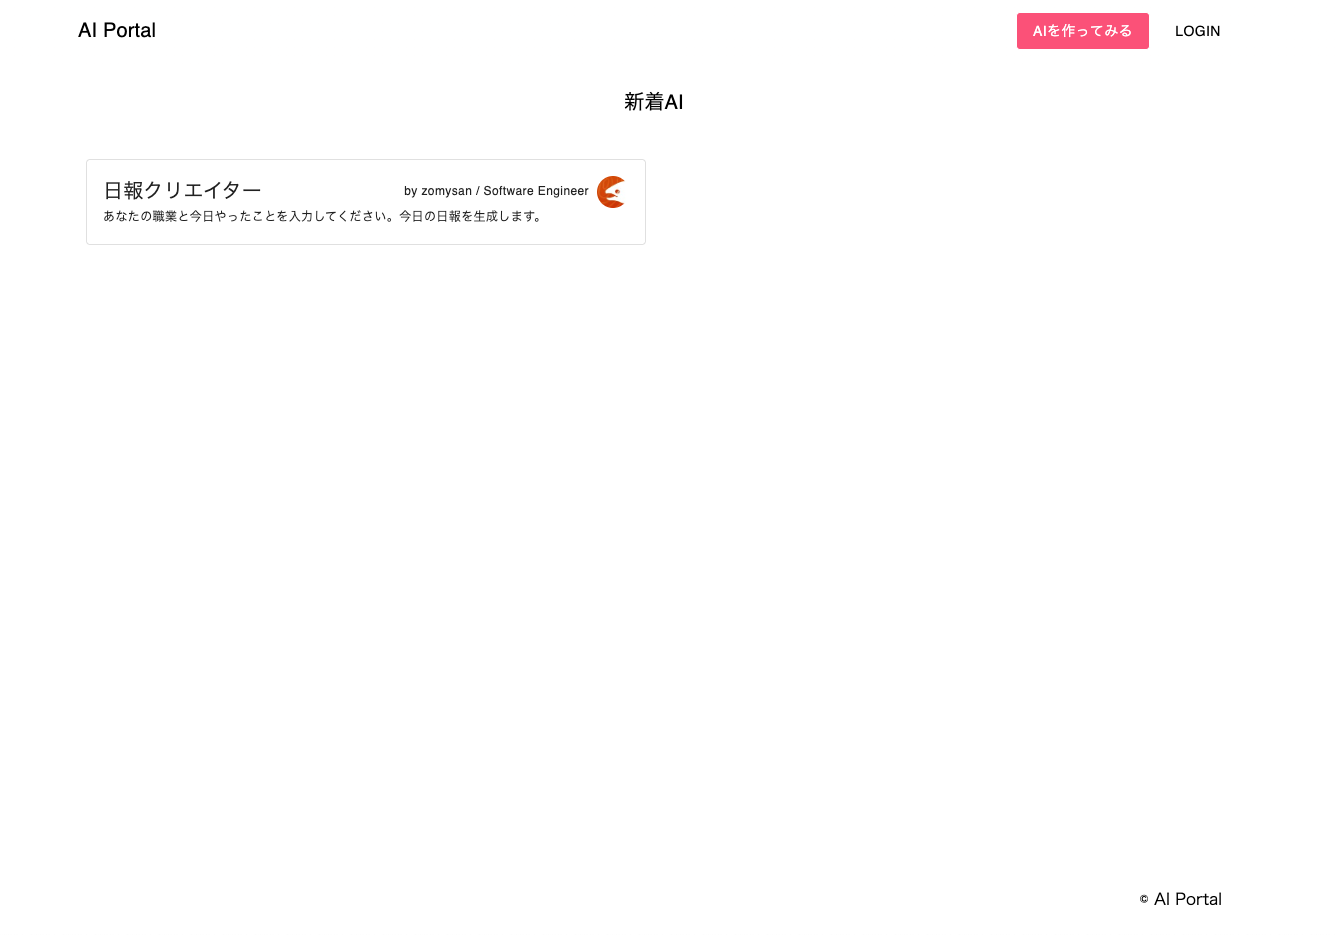 AI Portal
AIを作ってみる
LOGIN
新着AI
日報クリエイター
by zomysan / Software Engineer
あなたの職業と今日やったことを入力してください。今日の日報を生成します。
© AI Portal